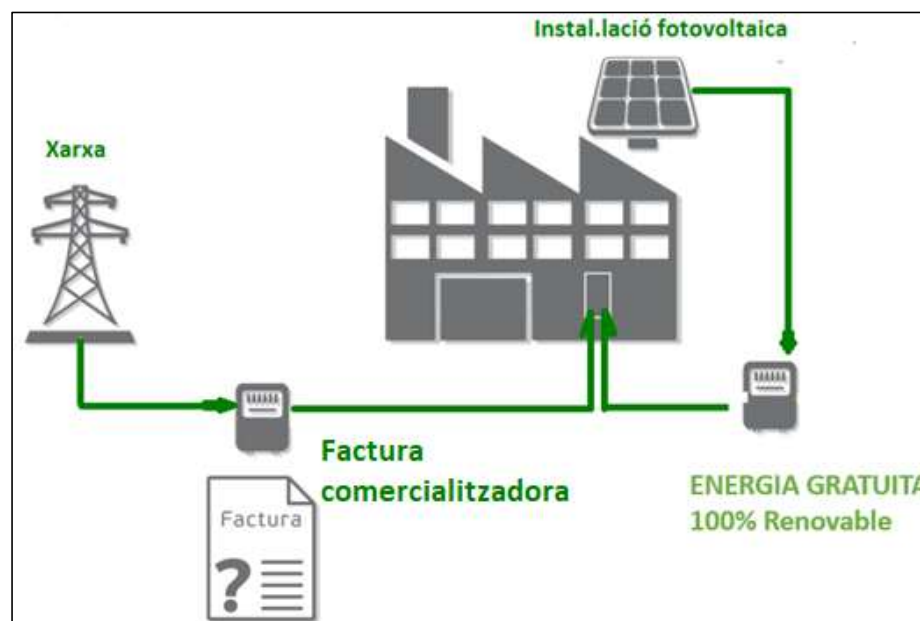 Instal.lació fotovoltaica
Xarxa
Factura
comercialitzadora
Factura
?
ENERGIA GRATUITA
100% Renovable